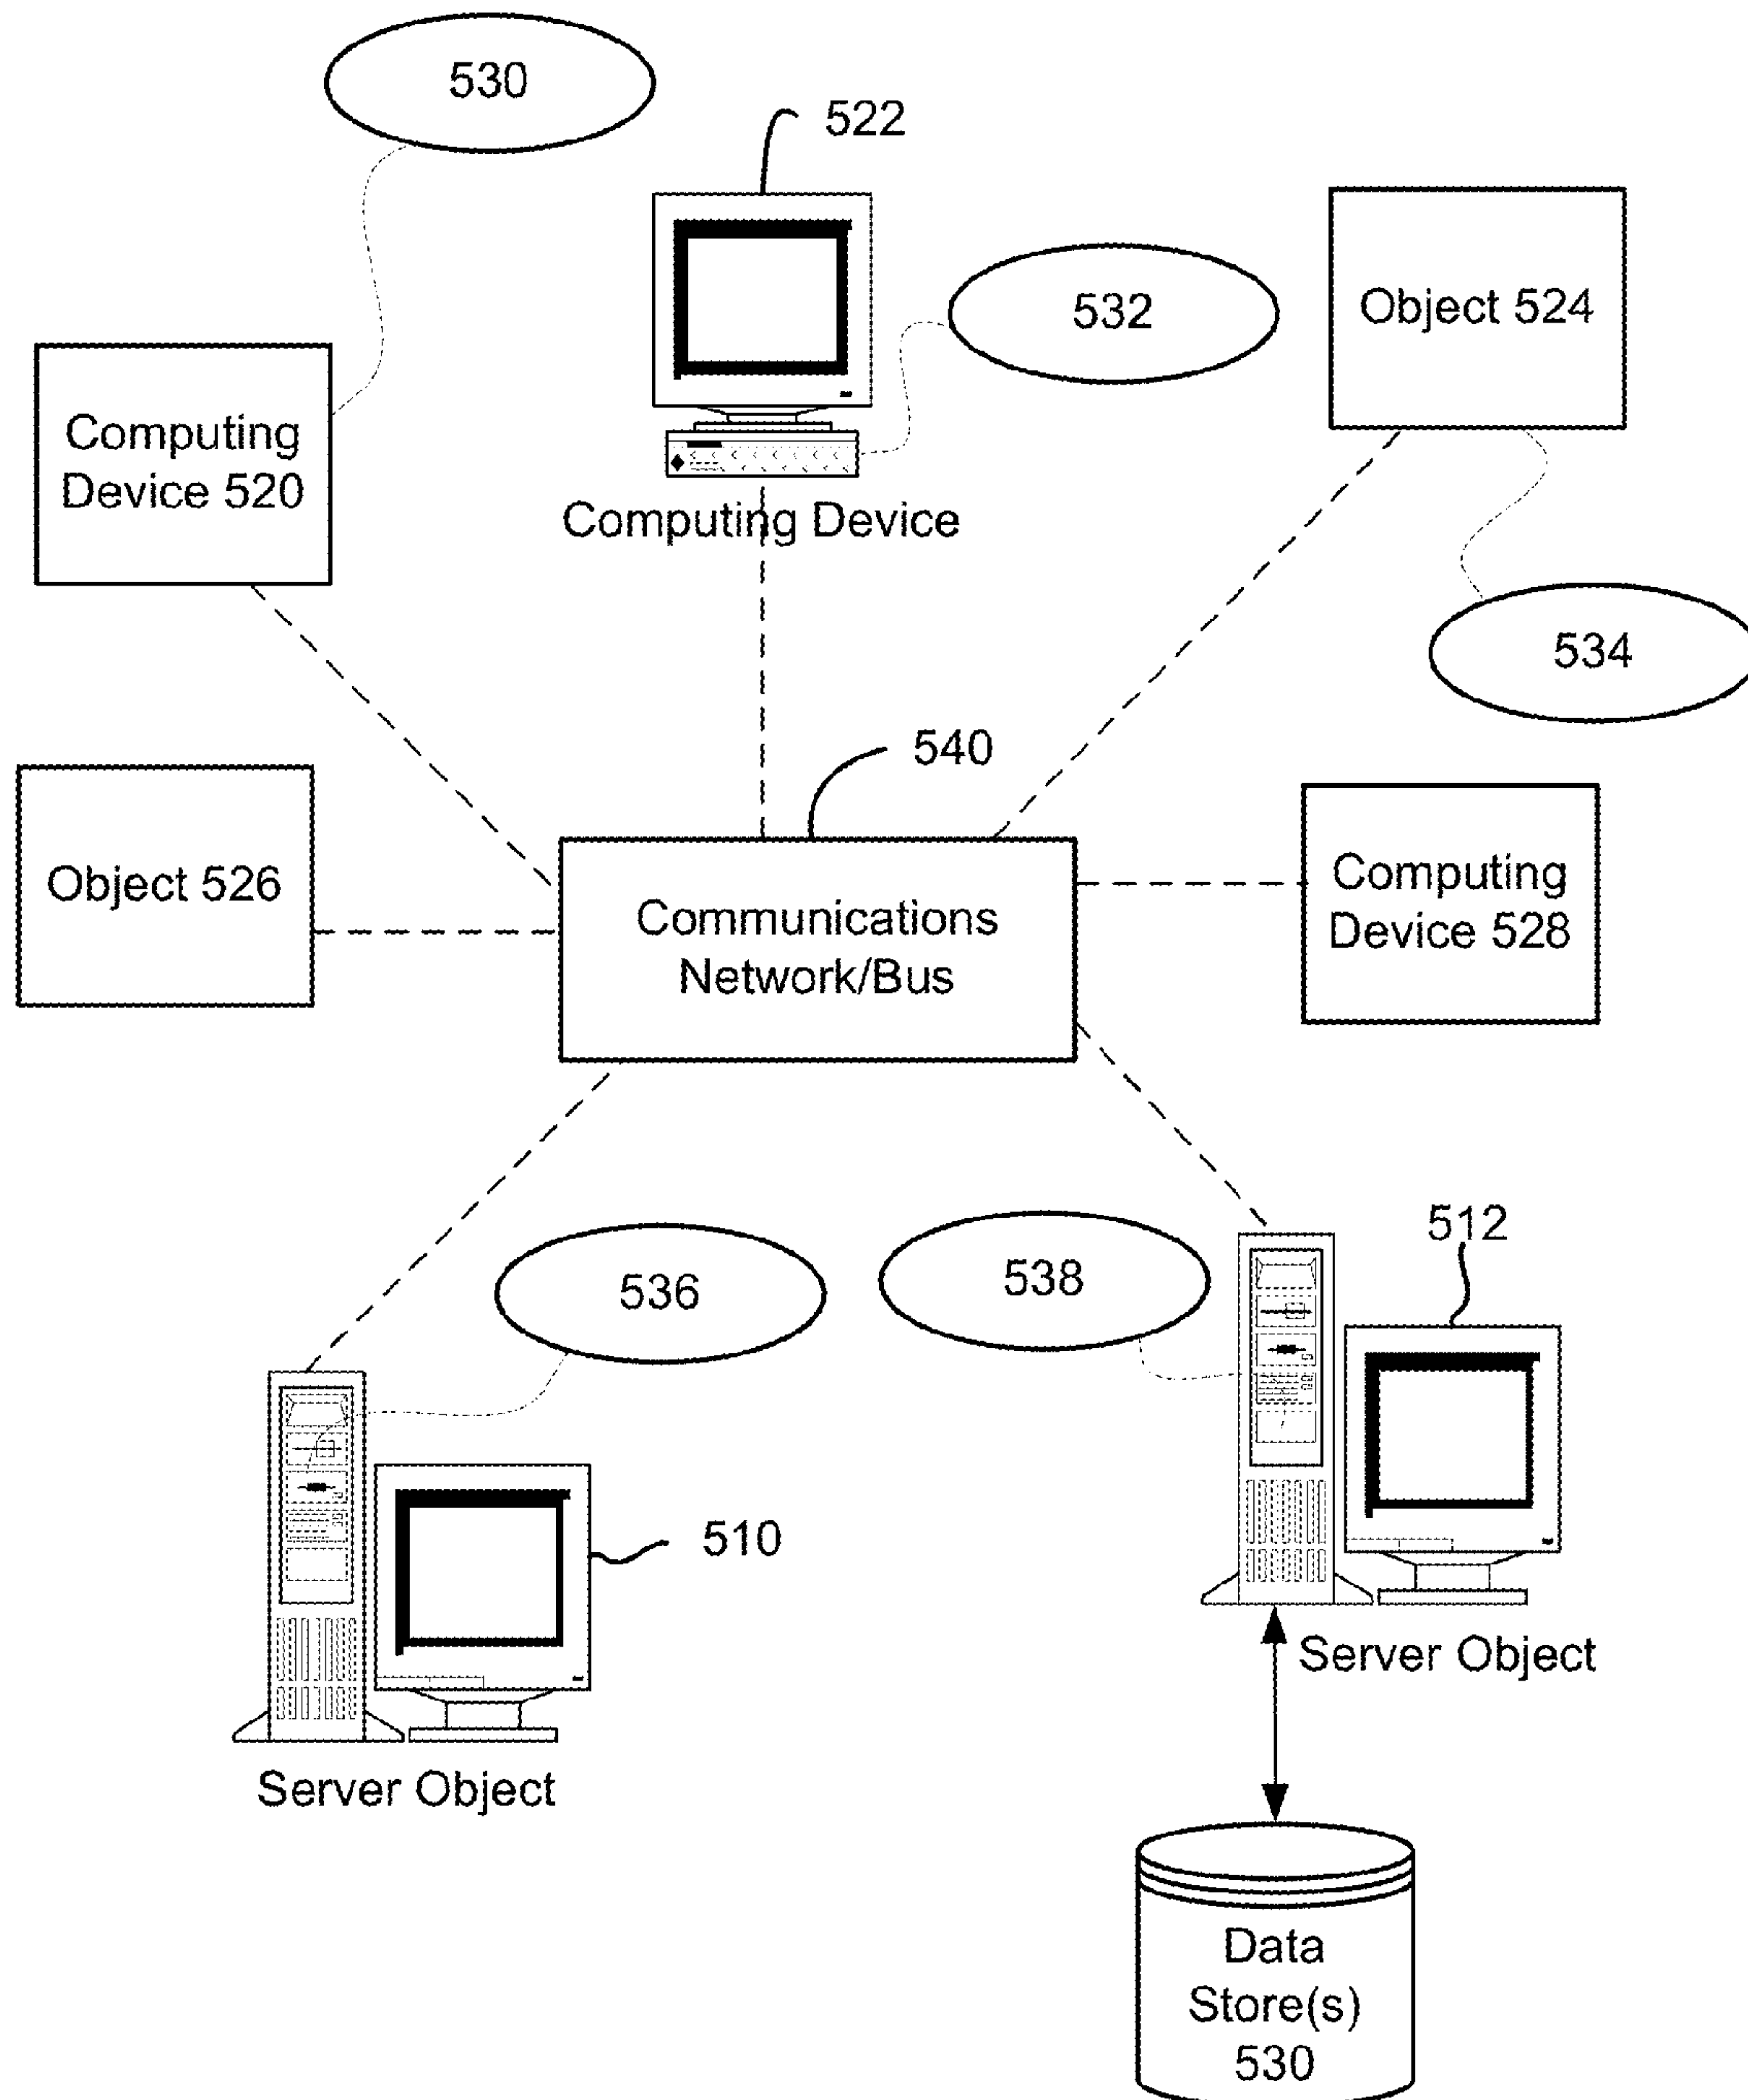 530
522
532
Object 524
Computing
Device 520
Computing Device
534
540
Object 526
Communications
Network/Bus
Computing
Device 528
536
538
512
510
Server Object
Server Object
Data
Store(s)
530